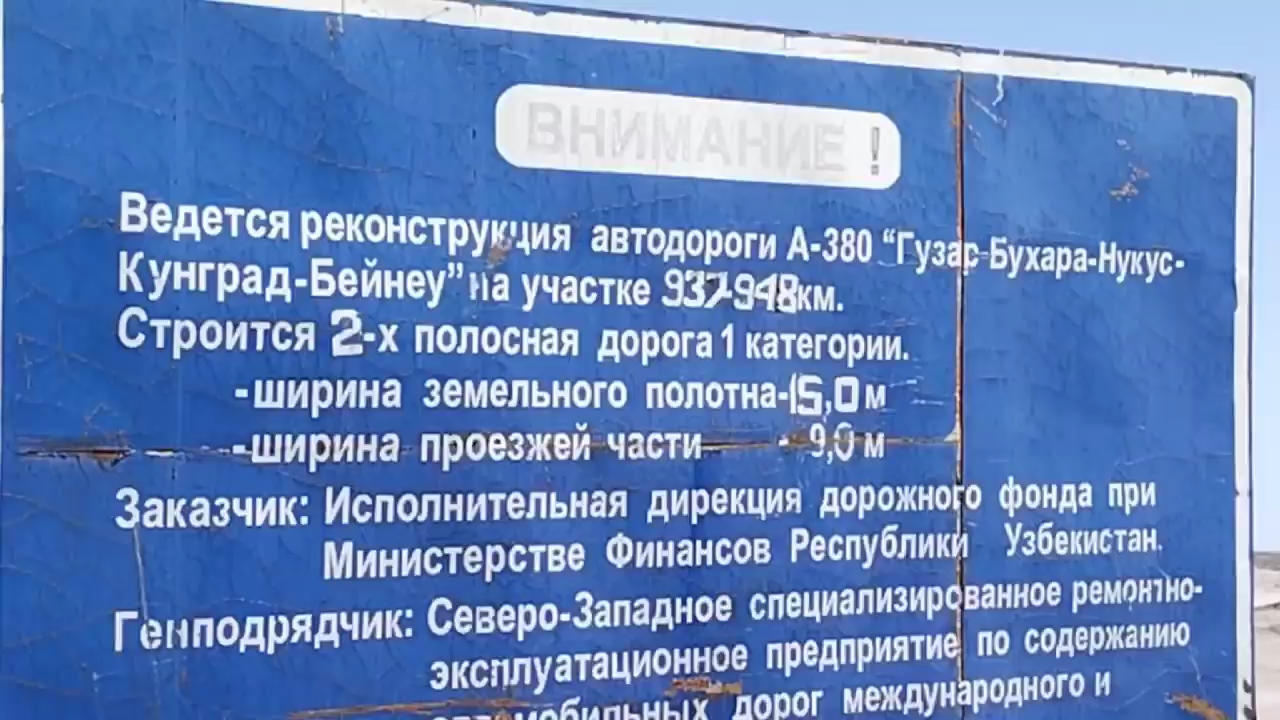 ВНИМАНИЕ !
Ведется реконструкция автодороги А-380 “Гузар-Бухара-Нукус-
Кунград-Бейнеу” на участке 937-948км.
Строится 2-х полосная дорога 1 категории.
-ширина земельного полотна-15,0 м
-ширина проезжей части - 9,0 м
Заказчик: Исполнительная дирекция дорожного фонда при
Министерстве Финансов Республики Узбекистан.
Генподрядчик: Северо-Западное специализированное ремонтно-
эксплуатационное предприятие по содержанию
автомобильных дорог международного и